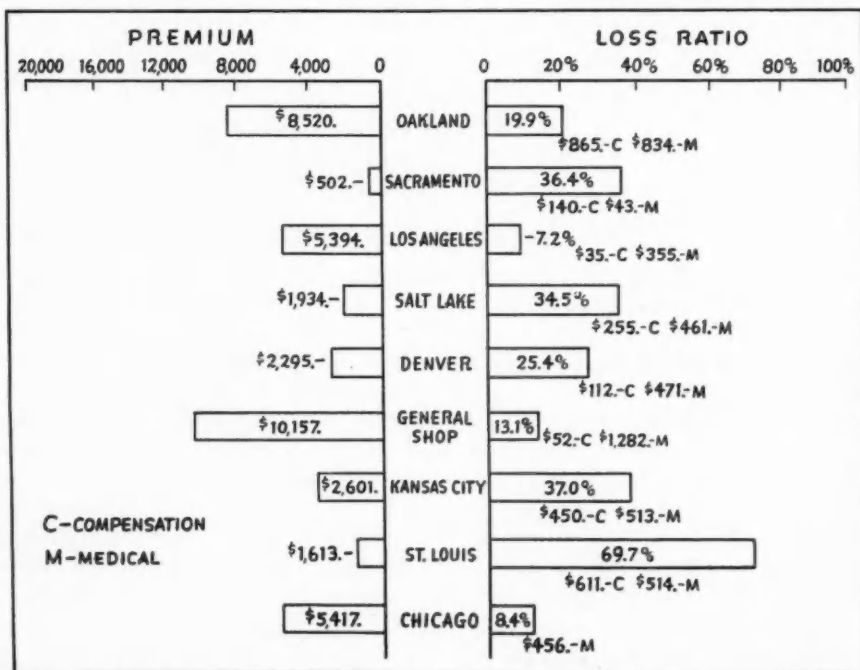 PREMIUM LOSS RATIO
20,000 16,000 12,000 8,000 4,000 0 0 20% 40% 60% 80% 100%
$8,520. OAKLAND 19.9%
$865.-C $834.-M
$502.- SACRAMENTO 36.4%
$140.-C $43.-M
$5,394. LOS ANGELES -7.2%
$35.-C $355.-M
$1,934.- SALT LAKE 34.5%
$255.-C $461.-M
$2,295.- DENVER 25.4%
$112.-C $471.-M
$10,157. GENERAL SHOP 13.1%
$52.-C $1,282.-M
$2,601. KANSAS CITY 37.0%
$450.-C $513.-M
C-COMPENSATION
M-MEDICAL
$1,613.- ST. LOUIS 69.7%
$611.-C $514.-M
$5,417. CHICAGO 8.4%
$456.-M